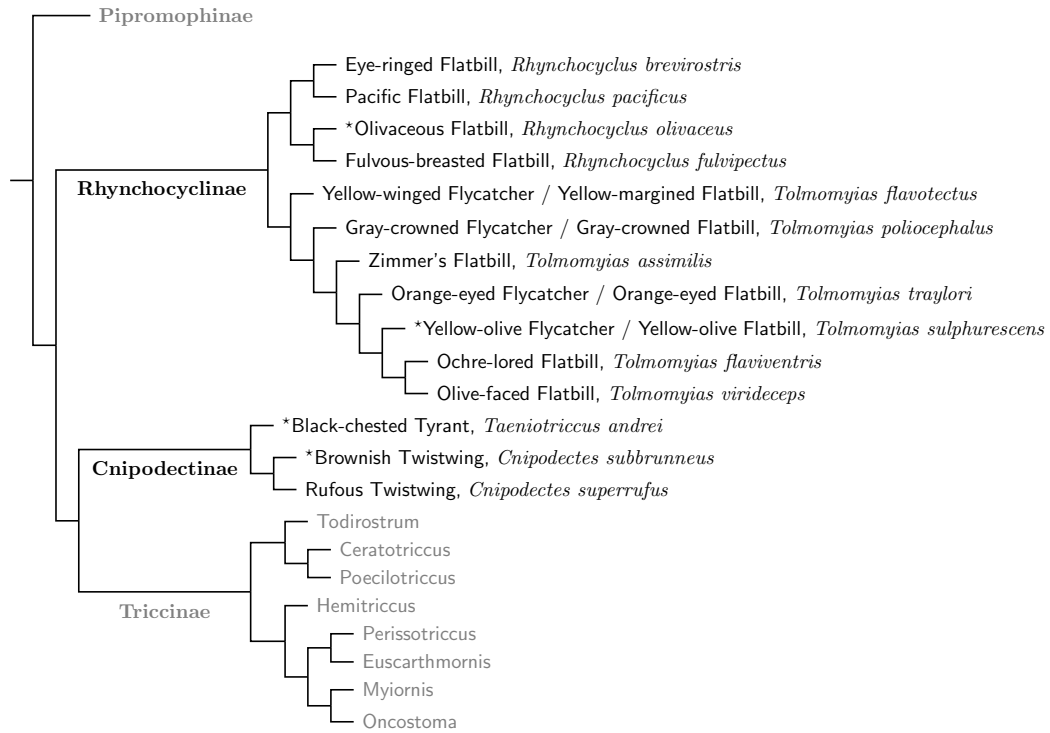 Pipromophinae
Eye-ringed Flatbill, Rhynchocyclus brevirostris
Pacific Flatbill, Rhynchocyclus pacificus
*Olivaceous Flatbill, Rhynchocyclus olivaceus
Fulvous-breasted Flatbill, Rhynchocyclus fulvipectus
Rhynchocyclinae
Yellow-winged Flycatcher / Yellow-margined Flatbill, Tolmomyias flavotectus
Gray-crowned Flycatcher / Gray-crowned Flatbill, Tolmomyias poliocephalus
Zimmer's Flatbill, Tolmomyias assimilis
Orange-eyed Flycatcher / Orange-eyed Flatbill, Tolmomyias traylori
*Yellow-olive Flycatcher / Yellow-olive Flatbill, Tolmomyias sulphurescens
Ochre-lored Flatbill, Tolmomyias flaviventris
Olive-faced Flatbill, Tolmomyias virideceps
*Black-chested Tyrant, Taeniotriccus andrei
Cnipodectinae
*Brownish Twistwing, Cnipodectes subbrunneus
Rufous Twistwing, Cnipodectes superrufus
Todirostrum
Ceratotriccus
Poecilotriccus
Triccinae
Hemitriccus
Perissotriccus
Euscarthmornis
Myiornis
Oncostoma